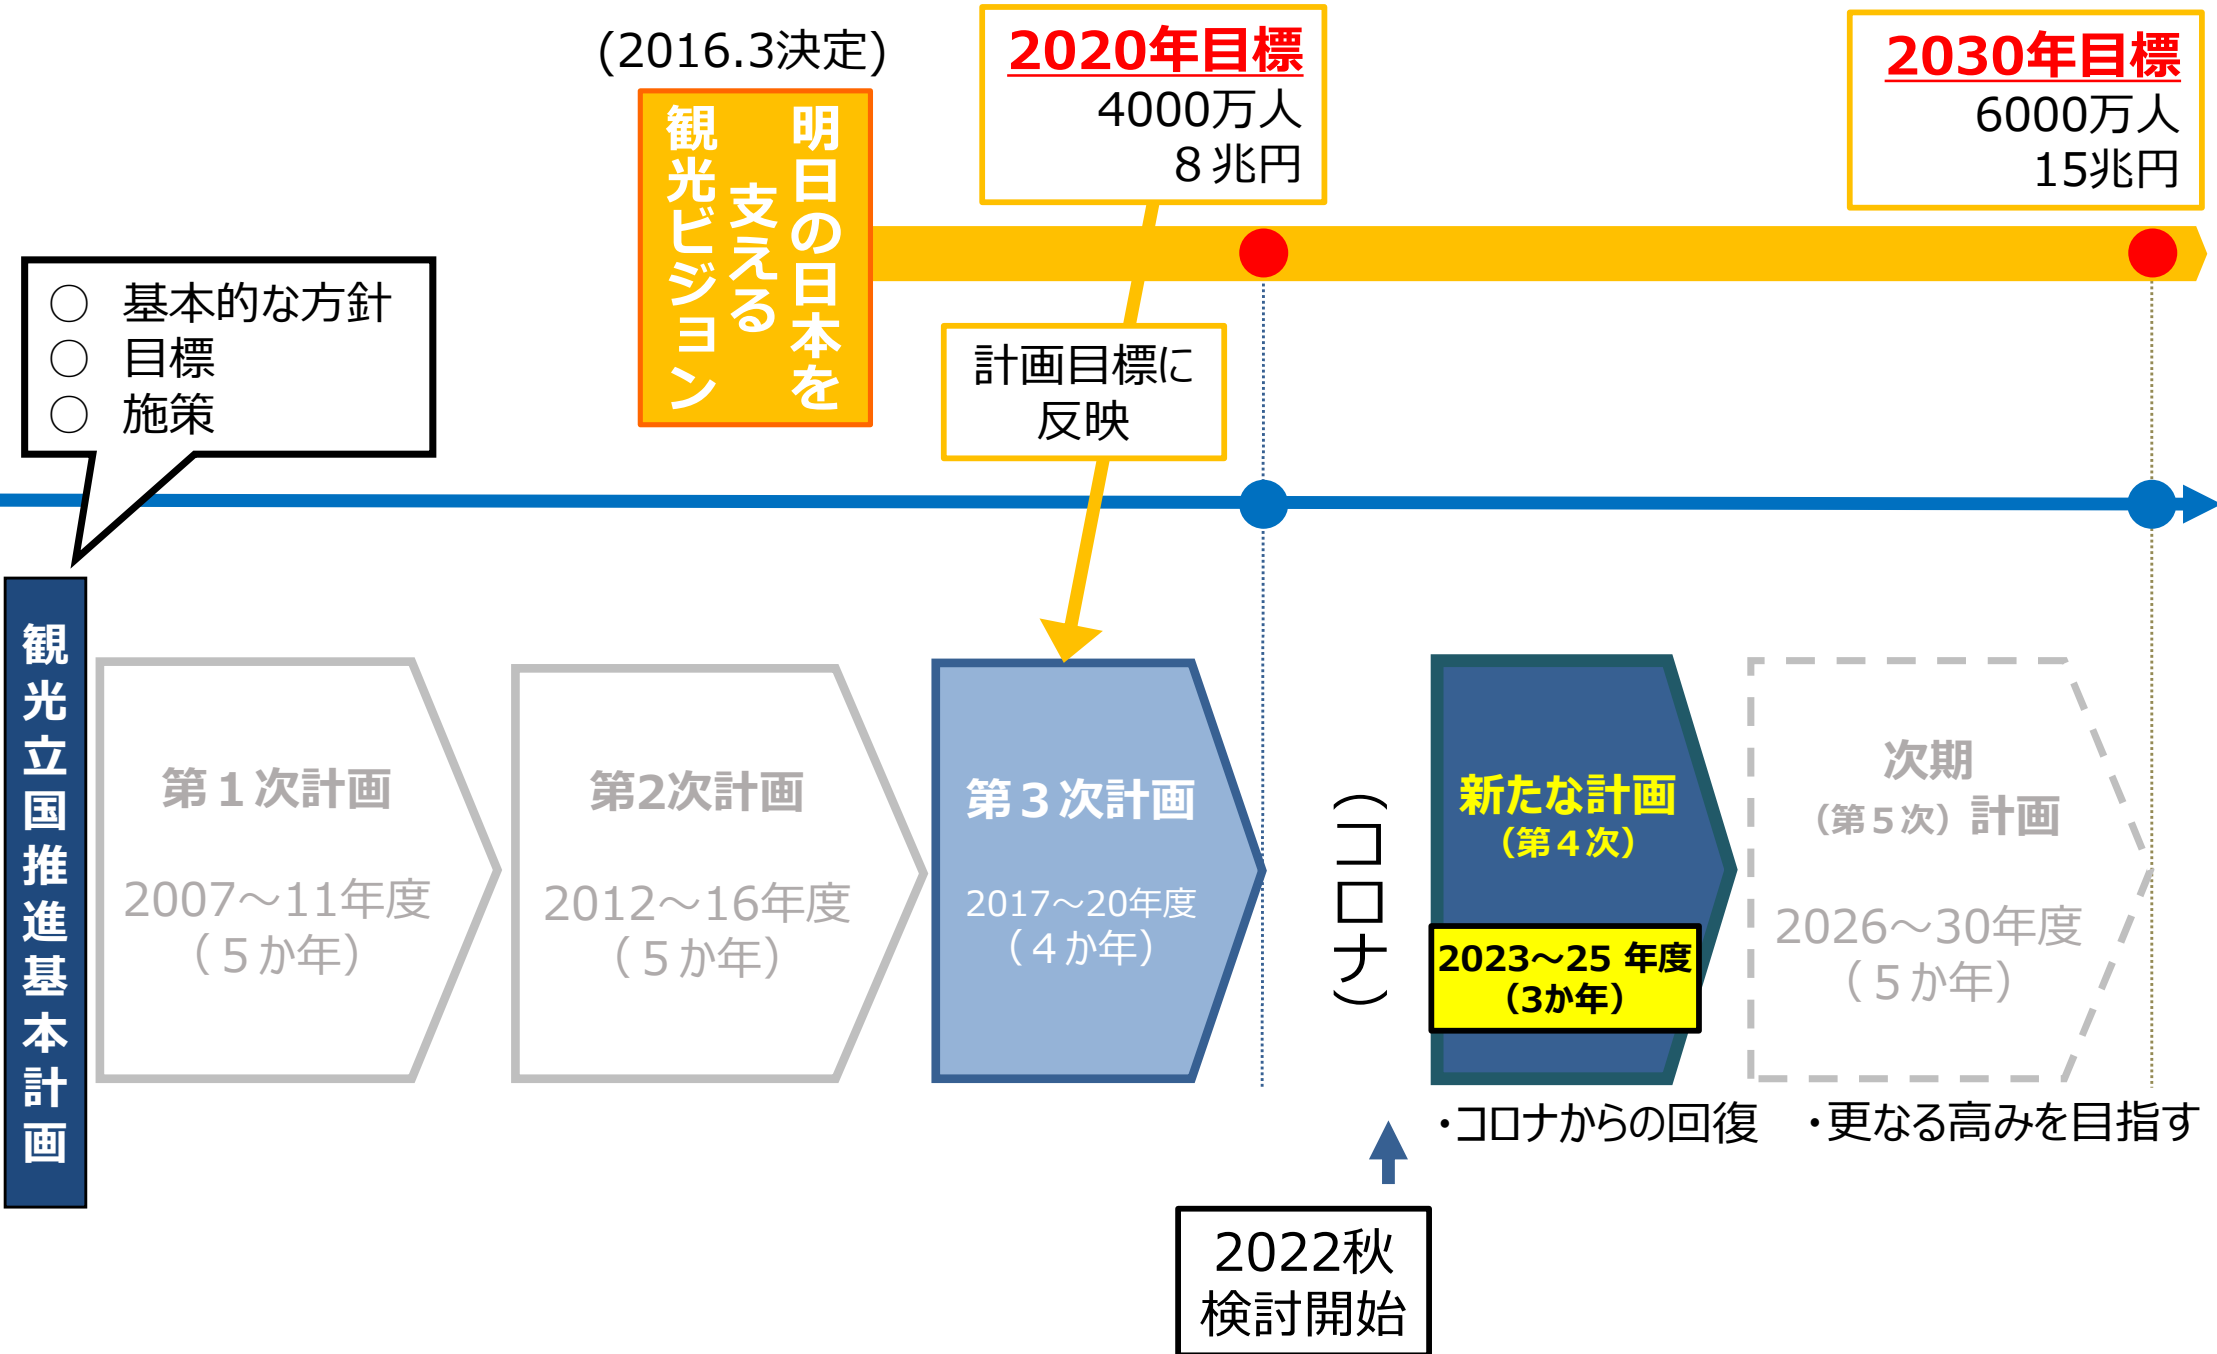 (2016.3決定)
明日の日本を
支える
観光ビジョン
2020年目標
4000万人
８兆円
2030年目標
6000万人
15兆円
○　基本的な方針
○　目標
○　施策
計画目標に
反映
観光立国推進基本計画
第１次計画
2007～11年度
（５か年）
第2次計画
2012～16年度
（５か年）
第３次計画
2017～20年度
（４か年）
（コロナ）
新たな計画
（第４次）
2023～25 年度
（3か年）
次期
（第５次）計画
2026～30年度
（５か年）
・コロナからの回復
・更なる高みを目指す
2022秋
検討開始